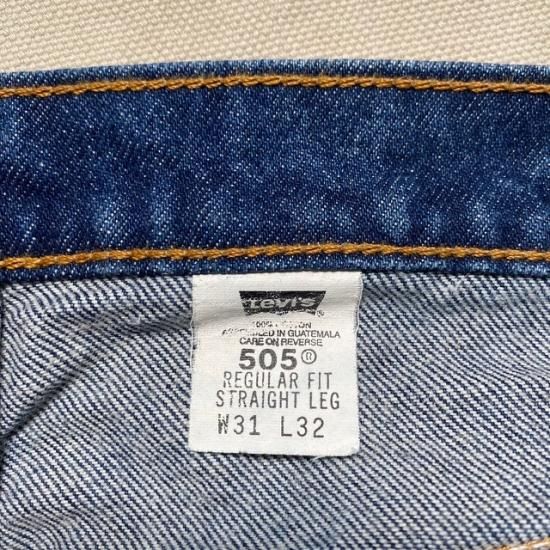 Levi's®
100% COTTON
ASSEMBLED IN GUATEMALA
CARE ON REVERSE
505®
REGULAR FIT
STRAIGHT LEG
W31 L32